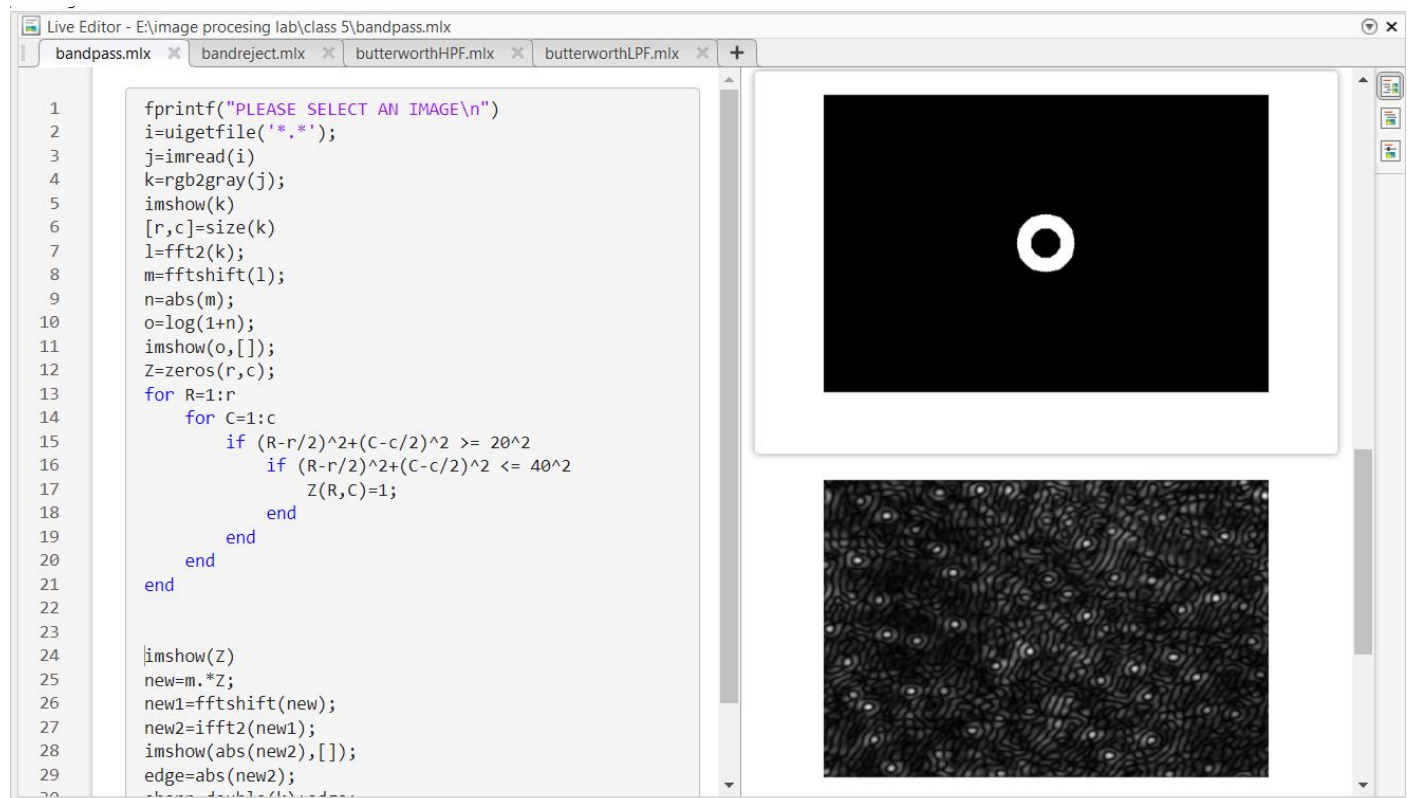 Live Editor - E:\image procesing lab\class 5\bandpass.mlx
bandpass.mlx bandreject.mlx butterworthHPF.mlx butterworthLPF.mlx
1 fprintf("PLEASE SELECT AN IMAGE\n")
2 i=uigetfile('*.*');
3 j=imread(i)
4 k=rgb2gray(j);
5 imshow(k)
6 [r,c]=size(k)
7 l=fft2(k);
8 m=fftshift(l);
9 n=abs(m);
10 o=log(1+n);
11 imshow(o,[]);
12 Z=zeros(r,c);
13 for R=1:r
14 for C=1:c
15 if (R-r/2)^2+(C-c/2)^2 >= 20^2
16 if (R-r/2)^2+(C-c/2)^2 <= 40^2
17 Z(R,C)=1;
18 end
19 end
20 end
21 end
22
23
24 imshow(Z)
25 new=m.*Z;
26 new1=fftshift(new);
27 new2=ifft2(new1);
28 imshow(abs(new2),[]);
29 edge=abs(new2);